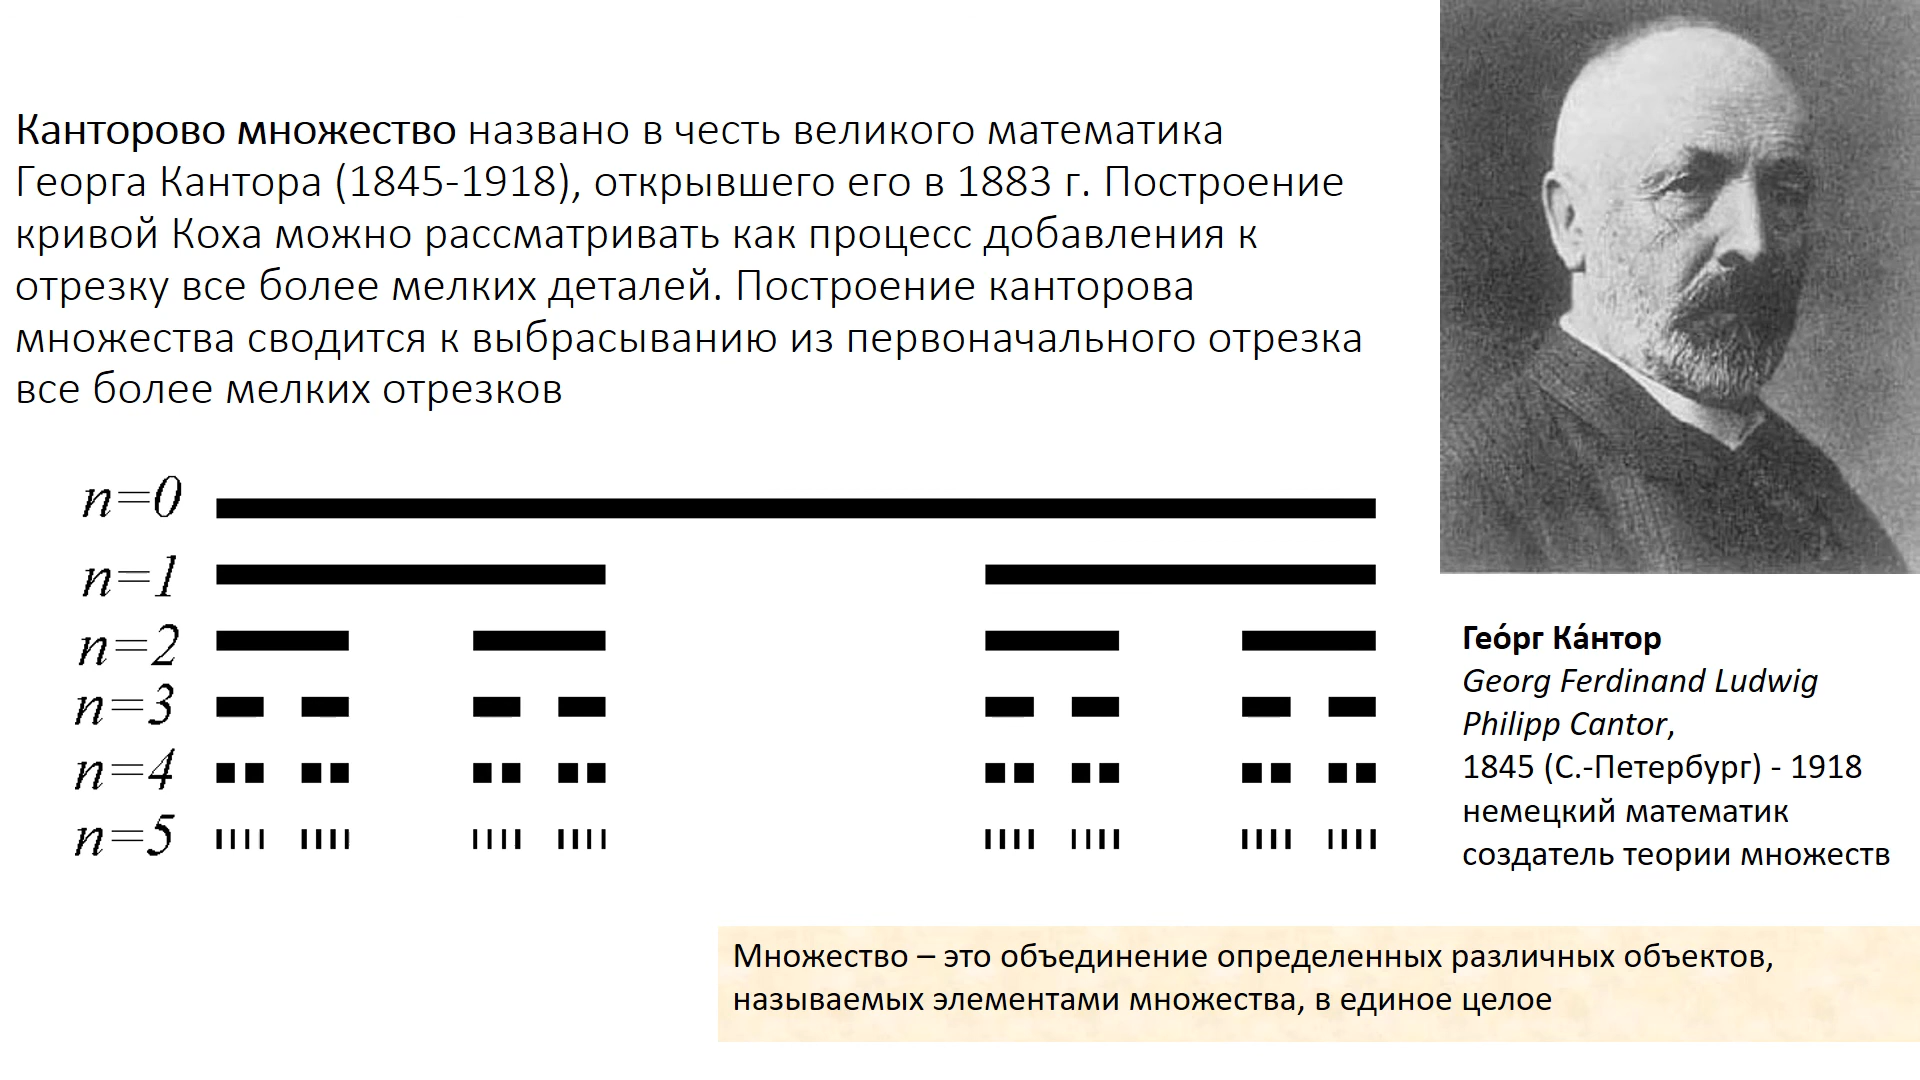 Канторово множество названо в честь великого математика
Георга Кантора (1845-1918), открывшего его в 1883 г. Построение
кривой Коха можно рассматривать как процесс добавления к
отрезку все более мелких деталей. Построение канторова
множества сводится к выбрасыванию из первоначального отрезка
все более мелких отрезков
n=0
n=1
n=2
n=3
n=4
n=5
Гео́рг Ка́нтор
Georg Ferdinand Ludwig
Philipp Cantor,
1845 (С.-Петербург) - 1918
немецкий математик
создатель теории множеств
Множество – это объединение определенных различных объектов,
называемых элементами множества, в единое целое